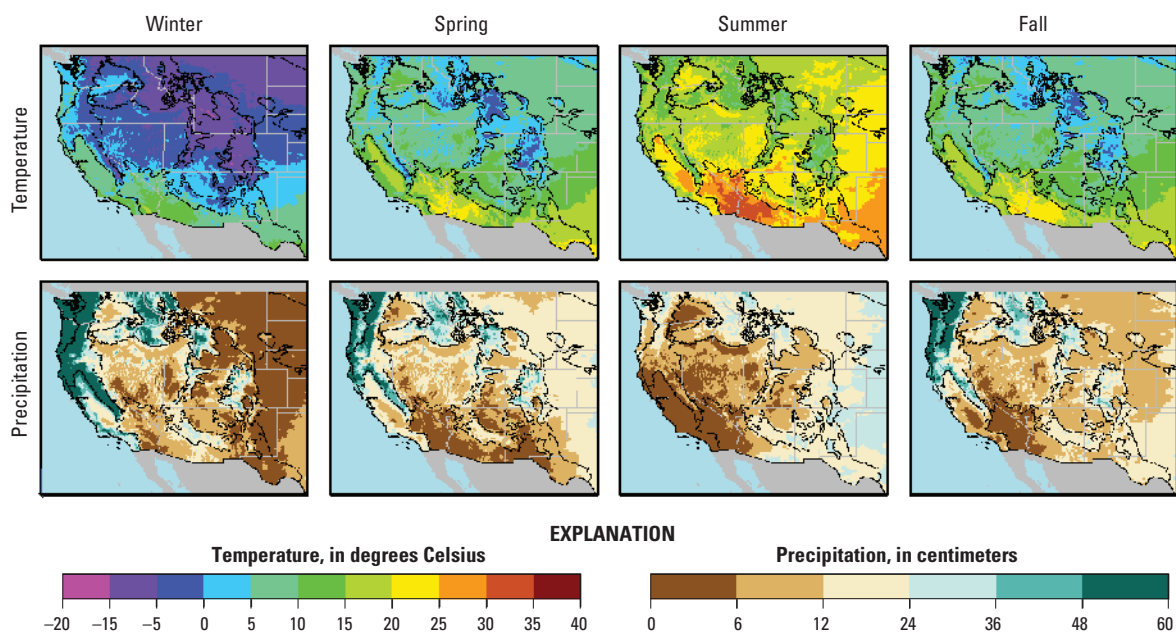 Winter Spring Summer Fall
Temperature
Precipitation
EXPLANATION
Temperature, in degrees Celsius
−20 −15 −5 0 5 10 15 20 25 30 35 40
Precipitation, in centimeters
0 6 12 24 36 48 60